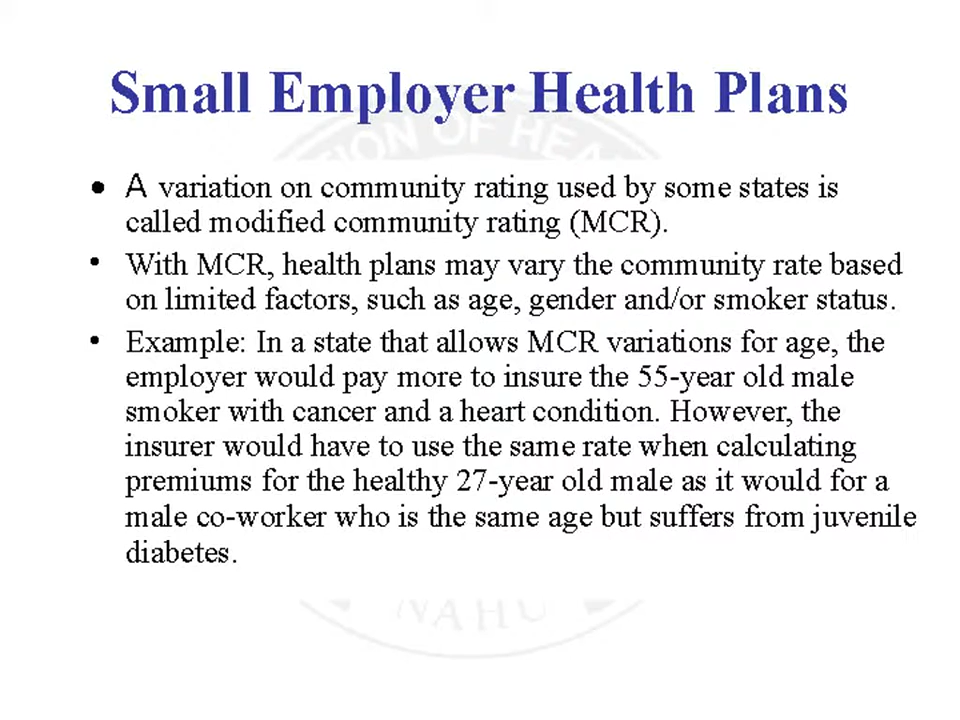 Small Employer Health Plans
• A variation on community rating used by some states is
called modified community rating (MCR).
• With MCR, health plans may vary the community rate based
on limited factors, such as age, gender and/or smoker status.
• Example: In a state that allows MCR variations for age, the
employer would pay more to insure the 55-year old male
smoker with cancer and a heart condition. However, the
insurer would have to use the same rate when calculating
premiums for the healthy 27-year old male as it would for a
male co-worker who is the same age but suffers from juvenile
diabetes.
NAHU